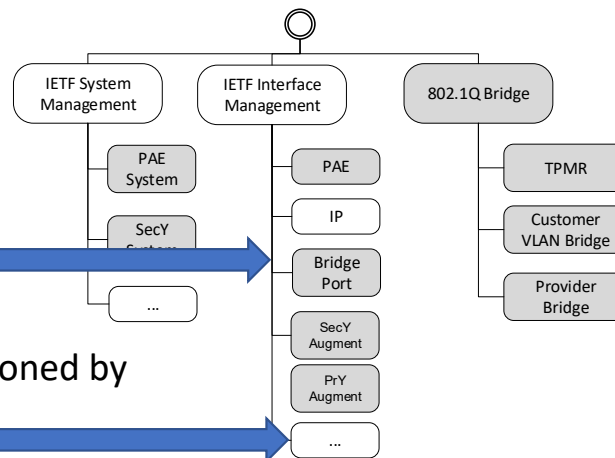 IETF System
Management
IETF Interface
Management
802.1Q Bridge
PAE
System
SecY
System
...
PAE
IP
Bridge
Port
SecY
Augment
PrY
Augment
...
TPMR
Customer
VLAN Bridge
Provider
Bridge
oned by